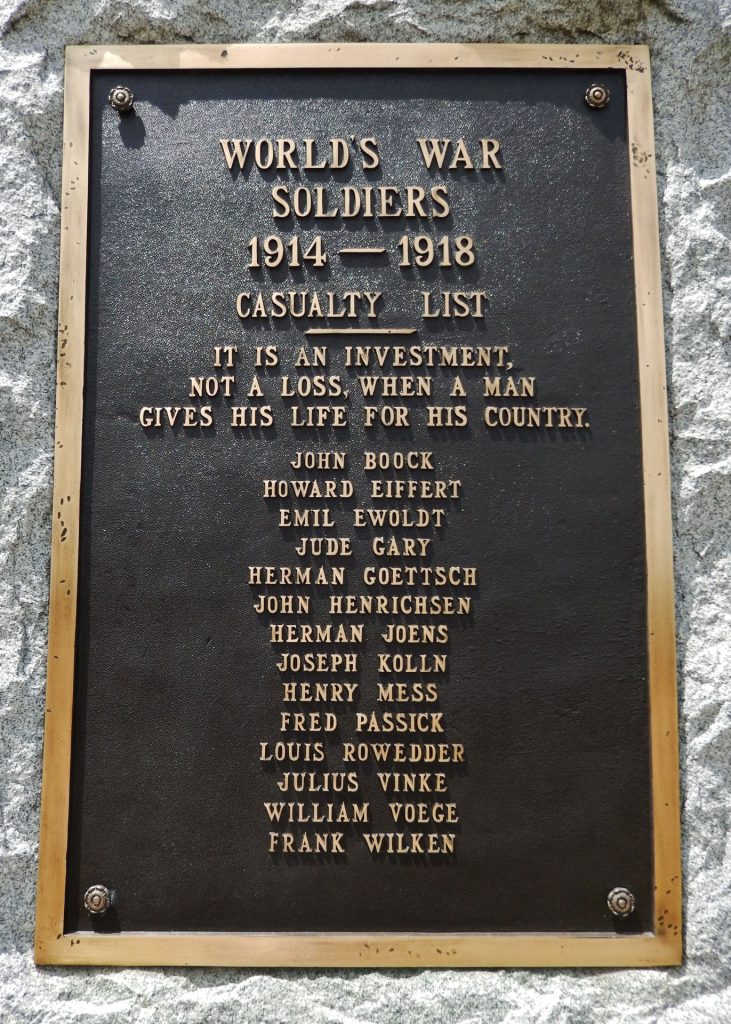 WORLD'S WAR
SOLDIERS
1914 — 1918
CASUALTY LIST
IT IS AN INVESTMENT,
NOT A LOSS, WHEN A MAN
GIVES HIS LIFE FOR HIS COUNTRY.
JOHN BOOCK
HOWARD EIFFERT
EMIL EWOLDT
JUDE GARY
HERMAN GOETTSCH
JOHN HENRICHSEN
HERMAN JOENS
JOSEPH KOLLN
HENRY MESS
FRED PASSICK
LOUIS ROWEDDER
JULIUS VINKE
WILLIAM VOEGE
FRANK WILKEN